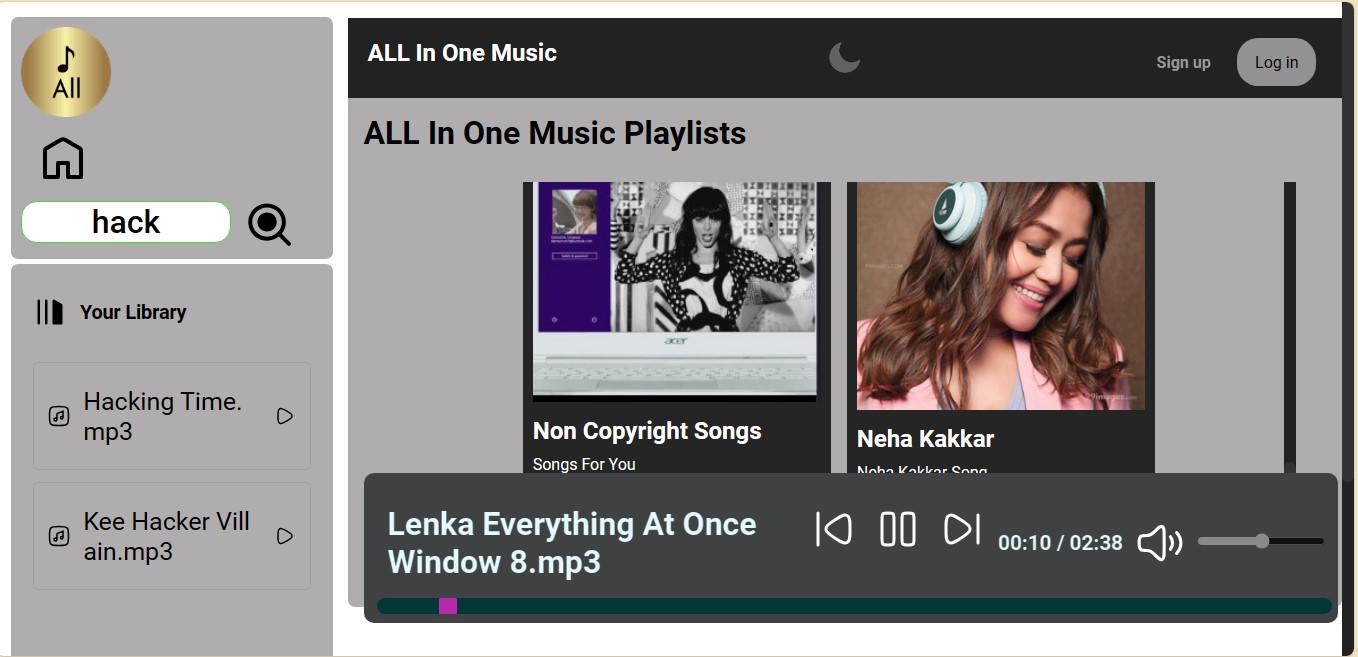 All
hack
Your Library
Hacking Time.
mp3
Kee Hacker Vill
ain.mp3
ALL In One Music
Sign up
Log in
ALL In One Music Playlists
acer
Non Copyright Songs
Songs For You
Neha Kakkar
Neha Kakkar Song
Lenka Everything At Once
Window 8.mp3
00:10 / 02:38